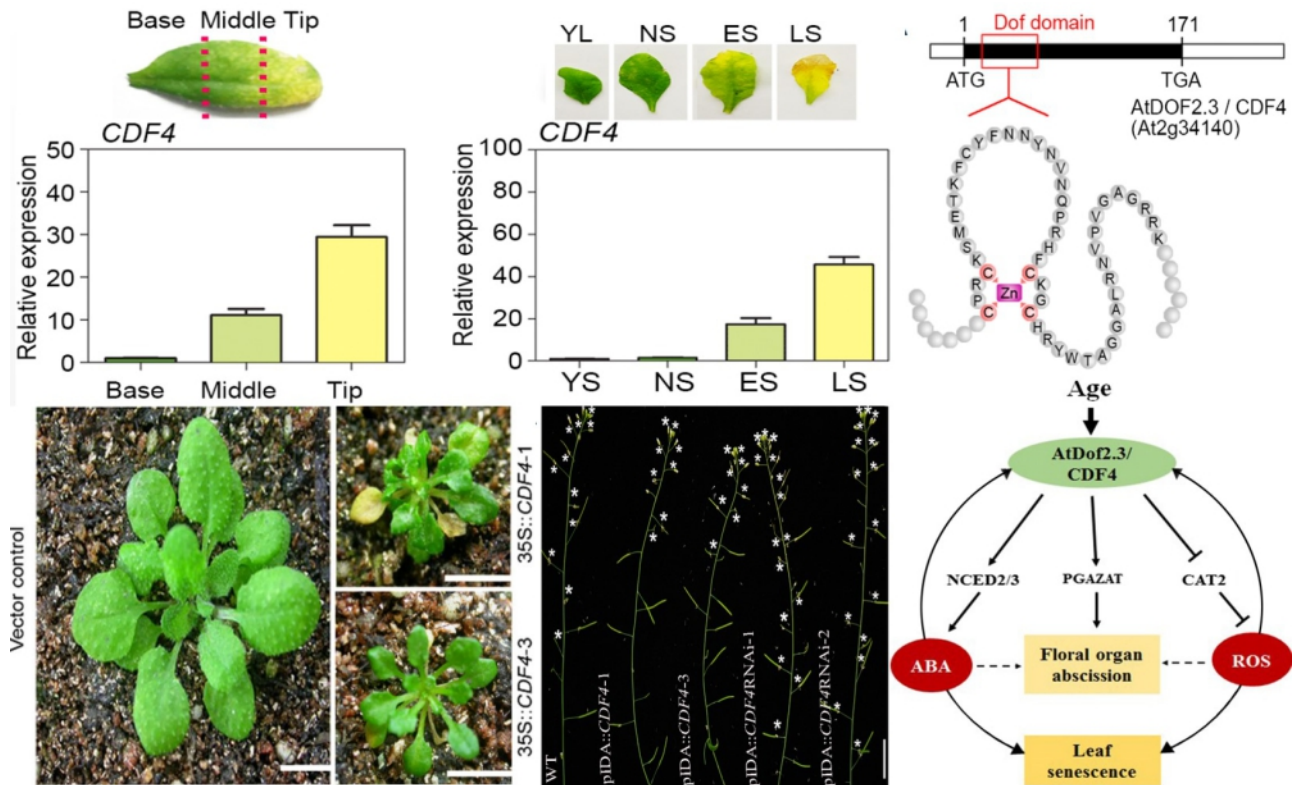 Base Middle Tip
CDF4
Relative expression
50
40
30
20
10
0
Base Middle Tip
YL NS ES LS
CDF4
Relative expression
100
80
60
40
20
0
YS NS ES LS
1 Dof domain 171
ATG TGA
AtDOF2.3 / CDF4
(At2g34140)
CPRCKSMETKFCYFNNYNVNQPRHFCKGCHRYWTAGGALRNVPVGAGRRK
Zn
Vector control
35S::CDF4-1
35S::CDF4-3
WT
pIDA::CDF4-1
pIDA::CDF4-3
pIDA::CDF4RNAi-1
pIDA::CDF4RNAi-2
Age
AtDof2.3/
CDF4
NCED2/3 PGAZAT CAT2
ABA
Floral organ
abscission
ROS
Leaf
senescence